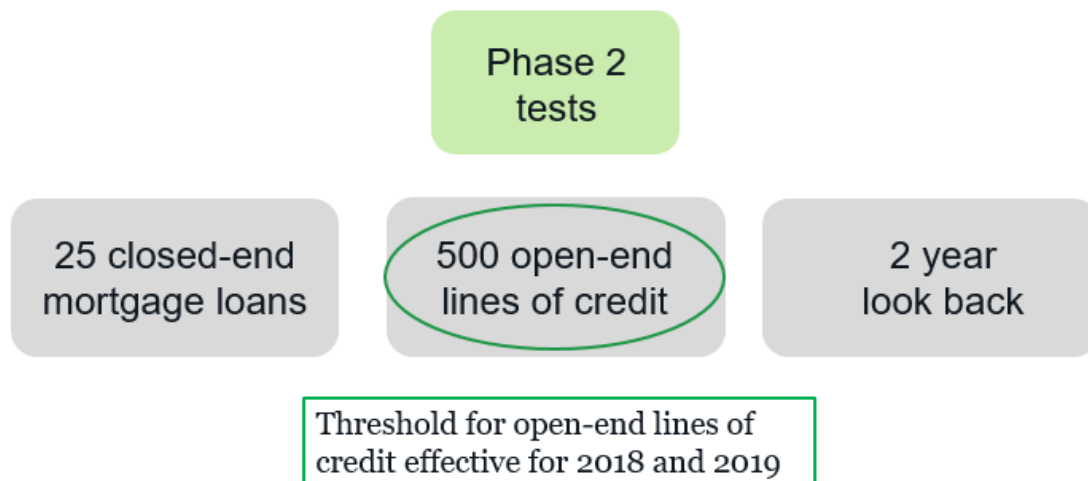 Phase 2
tests
25 closed-end
mortgage loans
500 open-end
lines of credit
2 year
look back
Threshold for open-end lines of
credit effective for 2018 and 2019